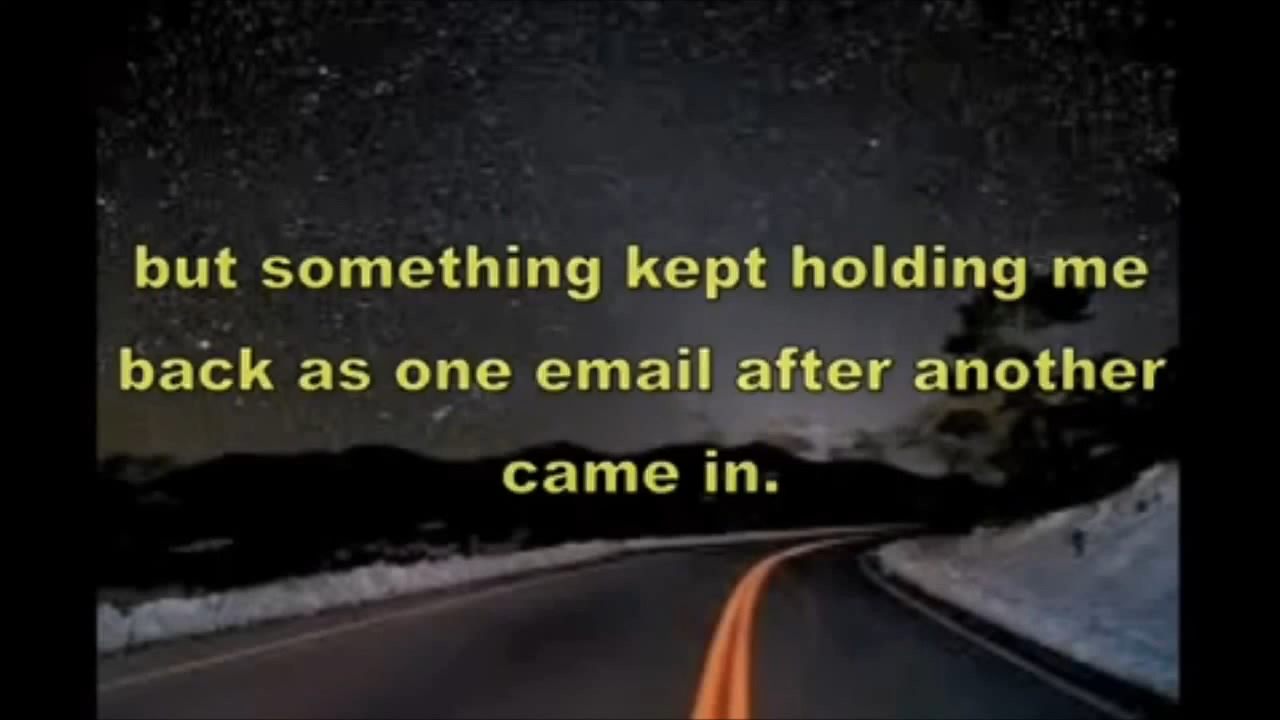 but something kept holding me
back as one email after another
came in.